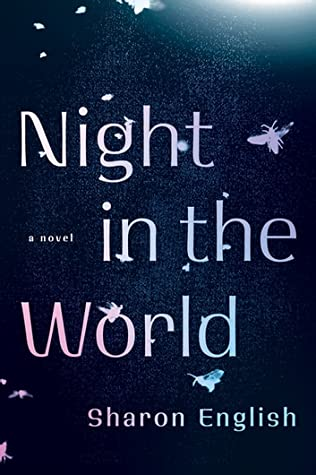 Night
in the
a novel
World
Sharon English